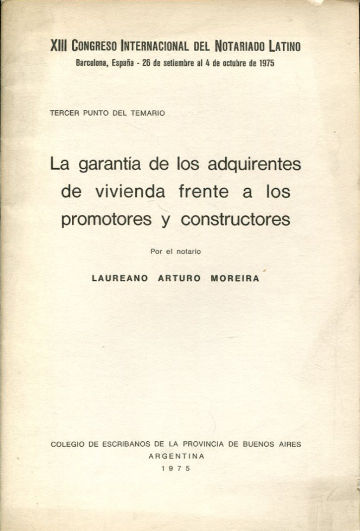 XIII CONGRESO INTERNACIONAL DEL NOTARIADO LATINO
Barcelona, España - 26 de setiembre al 4 de octubre de 1975
TERCER PUNTO DEL TEMARIO
La garantía de los adquirentes
de vivienda frente a los
promotores y constructores
Por el notario
LAUREANO ARTURO MOREIRA
COLEGIO DE ESCRIBANOS DE LA PROVINCIA DE BUENOS AIRES
ARGENTINA
1975